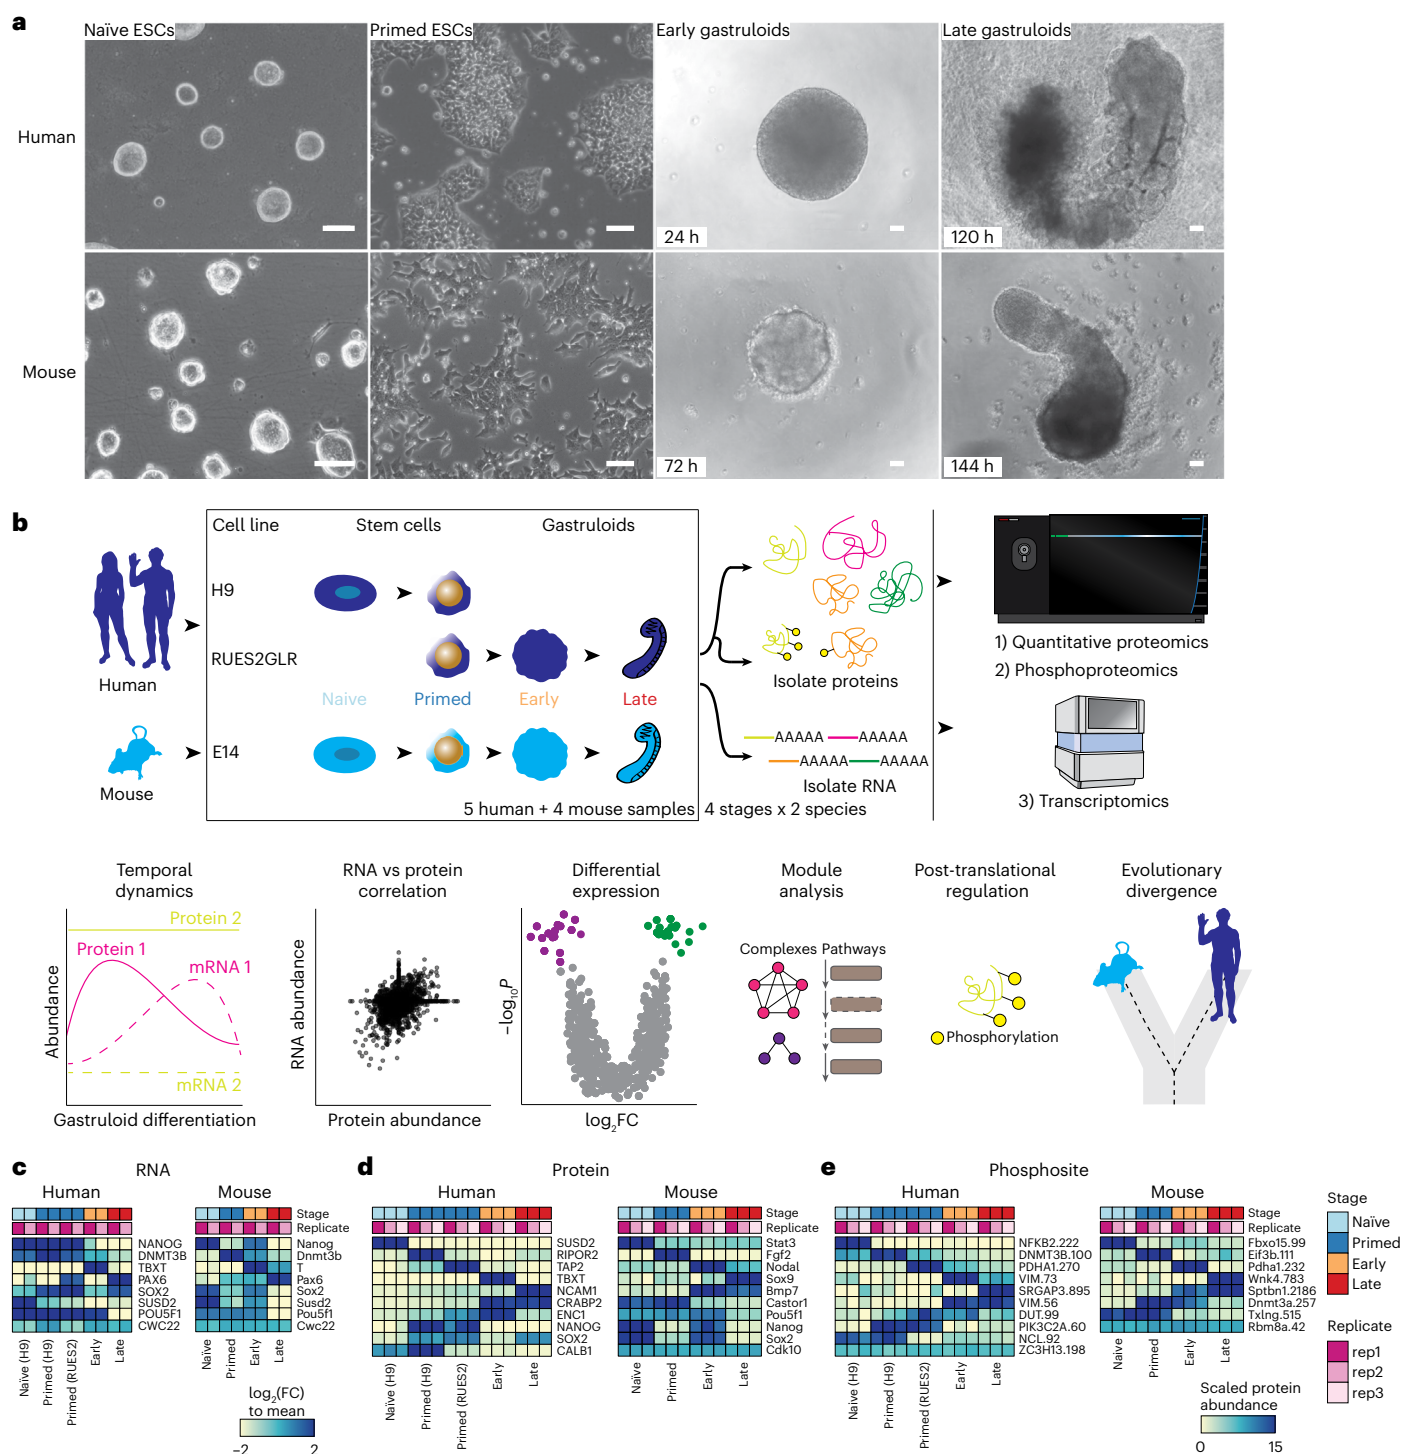 a
Naïve ESCs
Primed ESCs
Early gastruloids
Late gastruloids
Human
24 h
120 h
Mouse
72 h
144 h
b
Cell line
Stem cells
Gastruloids
H9
RUES2GLR
Human
Naive
Primed
Early
Late
E14
Mouse
5 human + 4 mouse samples
4 stages x 2 species
Isolate proteins
AAAAA
AAAAA
AAAAA
AAAAA
Isolate RNA
1) Quantitative proteomics
2) Phosphoproteomics
3) Transcriptomics
Temporal
dynamics
Protein 2
Protein 1
mRNA 1
mRNA 2
Abundance
Gastruloid differentiation
RNA vs protein
correlation
RNA abundance
Protein abundance
Differential
expression
−log10P
log2FC
Module
analysis
Complexes
Pathways
Post-translational
regulation
Phosphorylation
Evolutionary
divergence
c
RNA
Human
Mouse
Stage
Replicate
NANOG
DNMT3B
TBXT
PAX6
SOX2
SUSD2
POU5F1
CWC22
Nanog
Dnmt3b
T
Pax6
Sox2
Susd2
Pou5f1
Cwc22
Naïve (H9)
Primed (H9)
Primed (RUES2)
Early
Late
Naïve
Primed
Early
Late
log2(FC)
to mean
−2
2
d
Protein
Human
Mouse
Stage
Replicate
SUSD2
RIPOR2
TAP2
TBXT
NCAM1
CRABP2
ENC1
NANOG
SOX2
CALB1
Stat3
Fgf2
Nodal
Sox9
Bmp7
Castor1
Pou5f1
Nanog
Sox2
Cdk10
Naïve (H9)
Primed (H9)
Primed (RUES2)
Early
Late
Naïve
Primed
Early
Late
e
Phosphosite
Human
Mouse
Stage
Replicate
NFKB2.222
DNMT3B.100
PDHA1.270
VIM.73
SRGAP3.895
VIM.56
DUT.99
PIK3C2A.60
NCL.92
ZC3H13.198
Fbxo15.99
Eif3b.111
Pdha1.232
Wnk4.783
Sptbn1.2186
Dnmt3a.257
Txlng.515
Rbm8a.42
Naïve (H9)
Primed (H9)
Primed (RUES2)
Early
Late
Naïve
Primed
Early
Late
Scaled protein
abundance
0
15
Stage
Naïve
Primed
Early
Late
Replicate
rep1
rep2
rep3